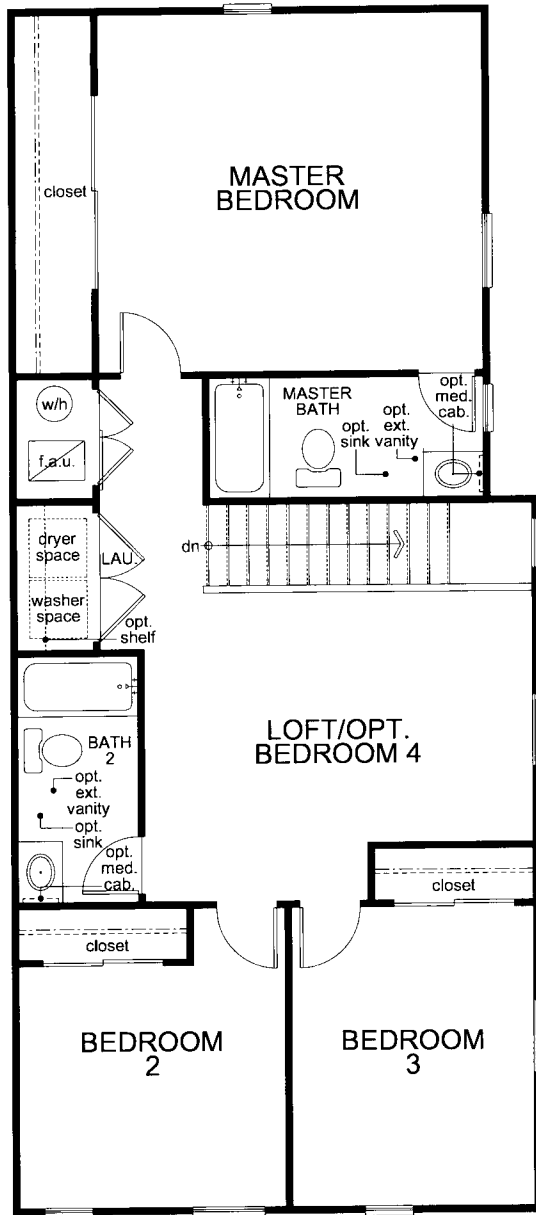 MASTER
BEDROOM
closet
w/h
f.a.u.
MASTER
BATH
opt.
sink
opt.
ext.
vanity
opt.
med.
cab.
dryer
space
washer
space
LAU.
opt.
shelf
dn
BATH
2
opt.
ext.
vanity
opt.
sink
opt.
med.
cab.
LOFT/OPT.
BEDROOM 4
closet
closet
BEDROOM
2
BEDROOM
3